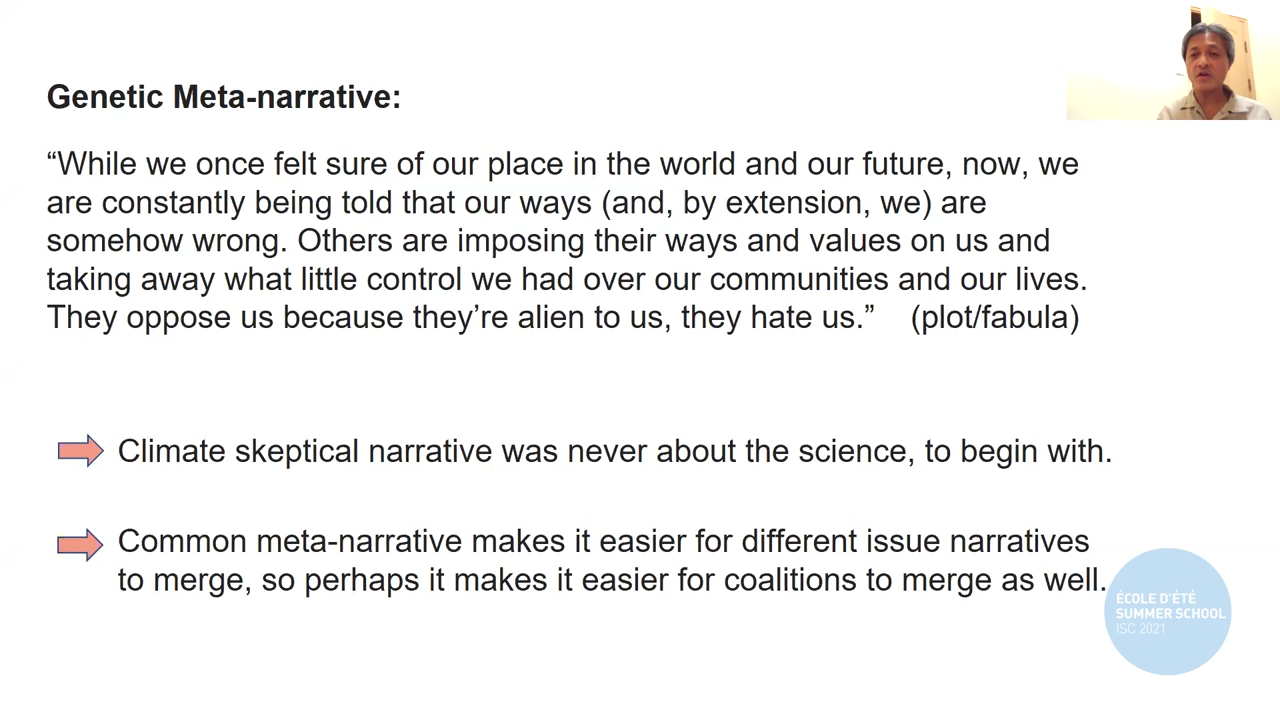 Genetic Meta-narrative:
“While we once felt sure of our place in the world and our future, now, we
are constantly being told that our ways (and, by extension, we) are
somehow wrong. Others are imposing their ways and values on us and
taking away what little control we had over our communities and our lives.
They oppose us because they’re alien to us, they hate us.” (plot/fabula)
Climate skeptical narrative was never about the science, to begin with.
Common meta-narrative makes it easier for different issue narratives
to merge, so perhaps it makes it easier for coalitions to merge as well.
ÉCOLE D'ÉTÉ
SUMMER SCHOOL
ISC 2021